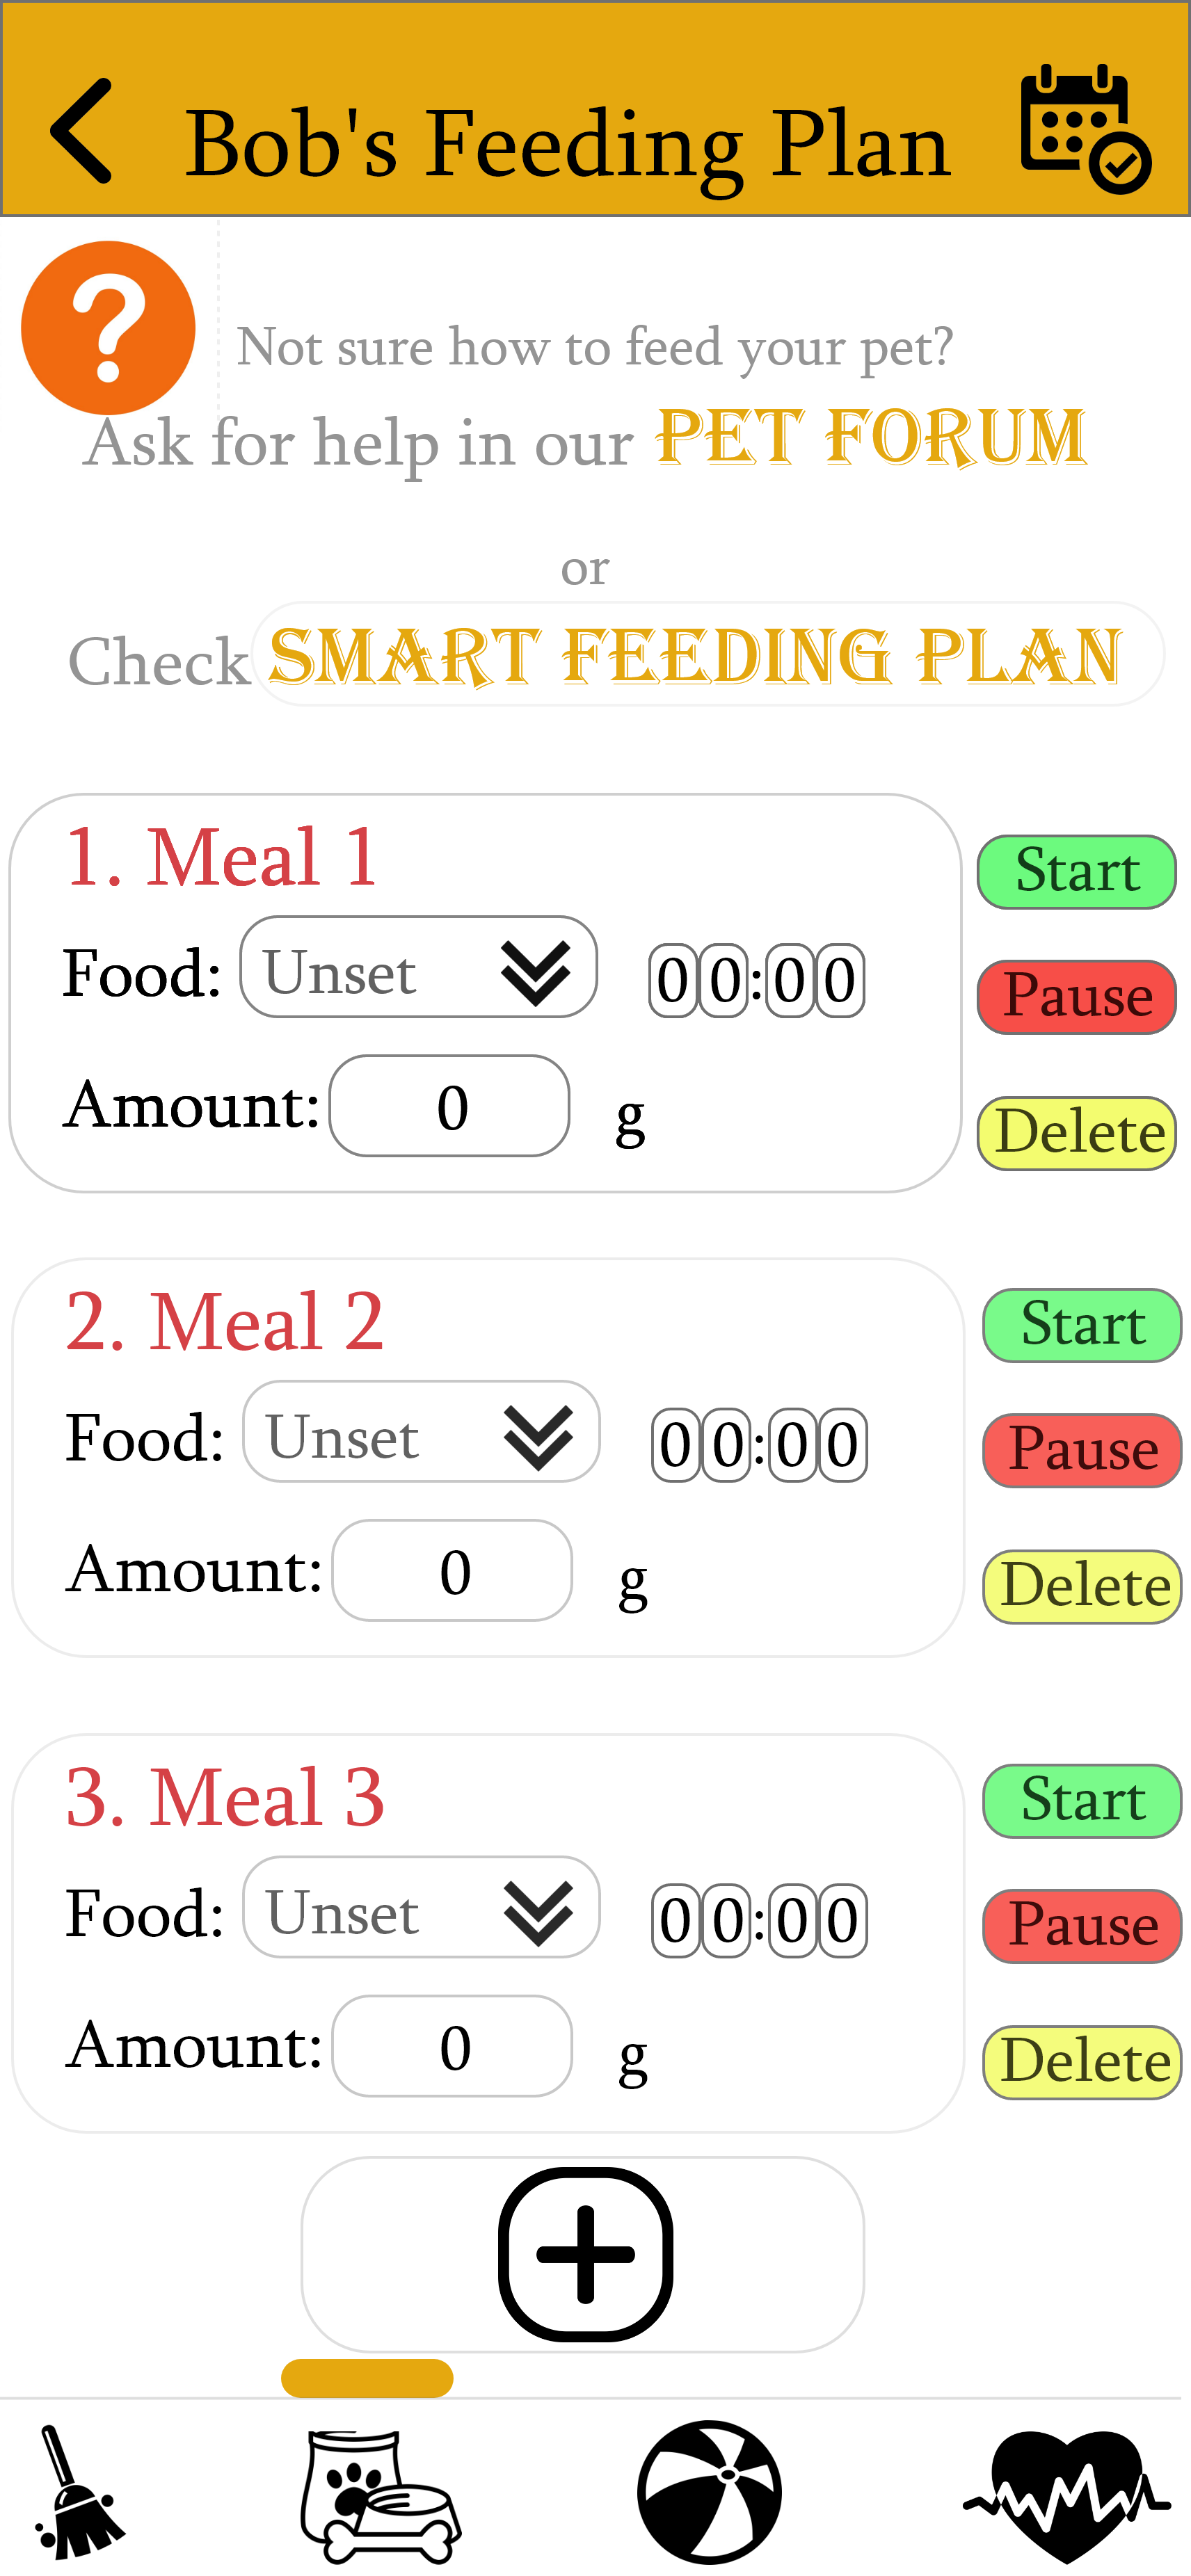 Bob's Feeding Plan
?
Not sure how to feed your pet?
Ask for help in our PET FORUM
or
Check SMART FEEDING PLAN
1. Meal 1
Start
Food: Unset 00:00
Pause
Amount: 0 g
Delete
2. Meal 2
Start
Food: Unset 00:00
Pause
Amount: 0 g
Delete
3. Meal 3
Start
Food: Unset 00:00
Pause
Amount: 0 g
Delete